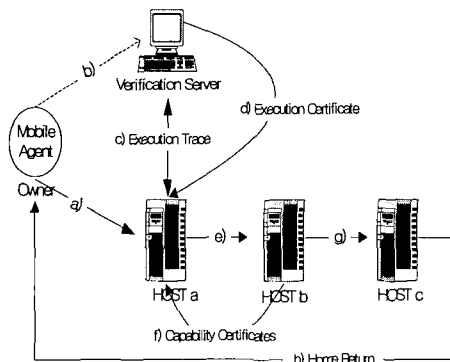 b)
Verification Server
d) Execution Certificate
c) Execution Trace
Mobile
Agent
Owner
a)
e)
g)
HOST a
HOST b
HOST c
f) Capability Certificates
h) Home Return